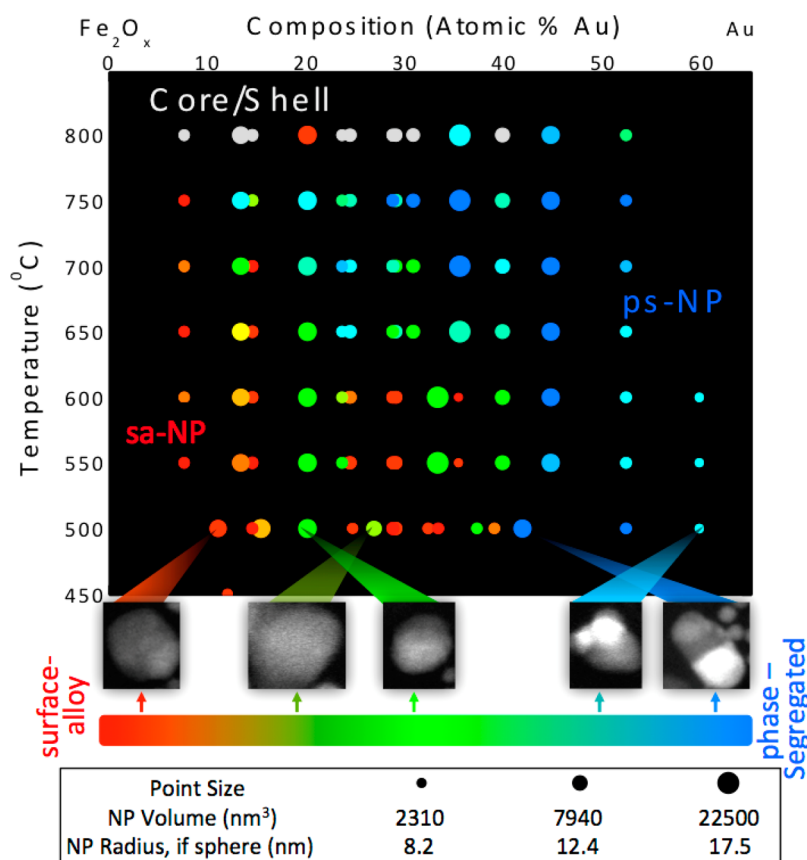 Fe₂Oₓ Composition (Atomic % Au) Au
0 10 20 30 40 50 60
Core/Shell
Temperature (⁰C)
800
750
700
650
600
550
500
450
ps-NP
sa-NP
surface-
alloy
phase –
Segregated
Point Size
NP Volume (nm³) 2310 7940 22500
NP Radius, if sphere (nm) 8.2 12.4 17.5